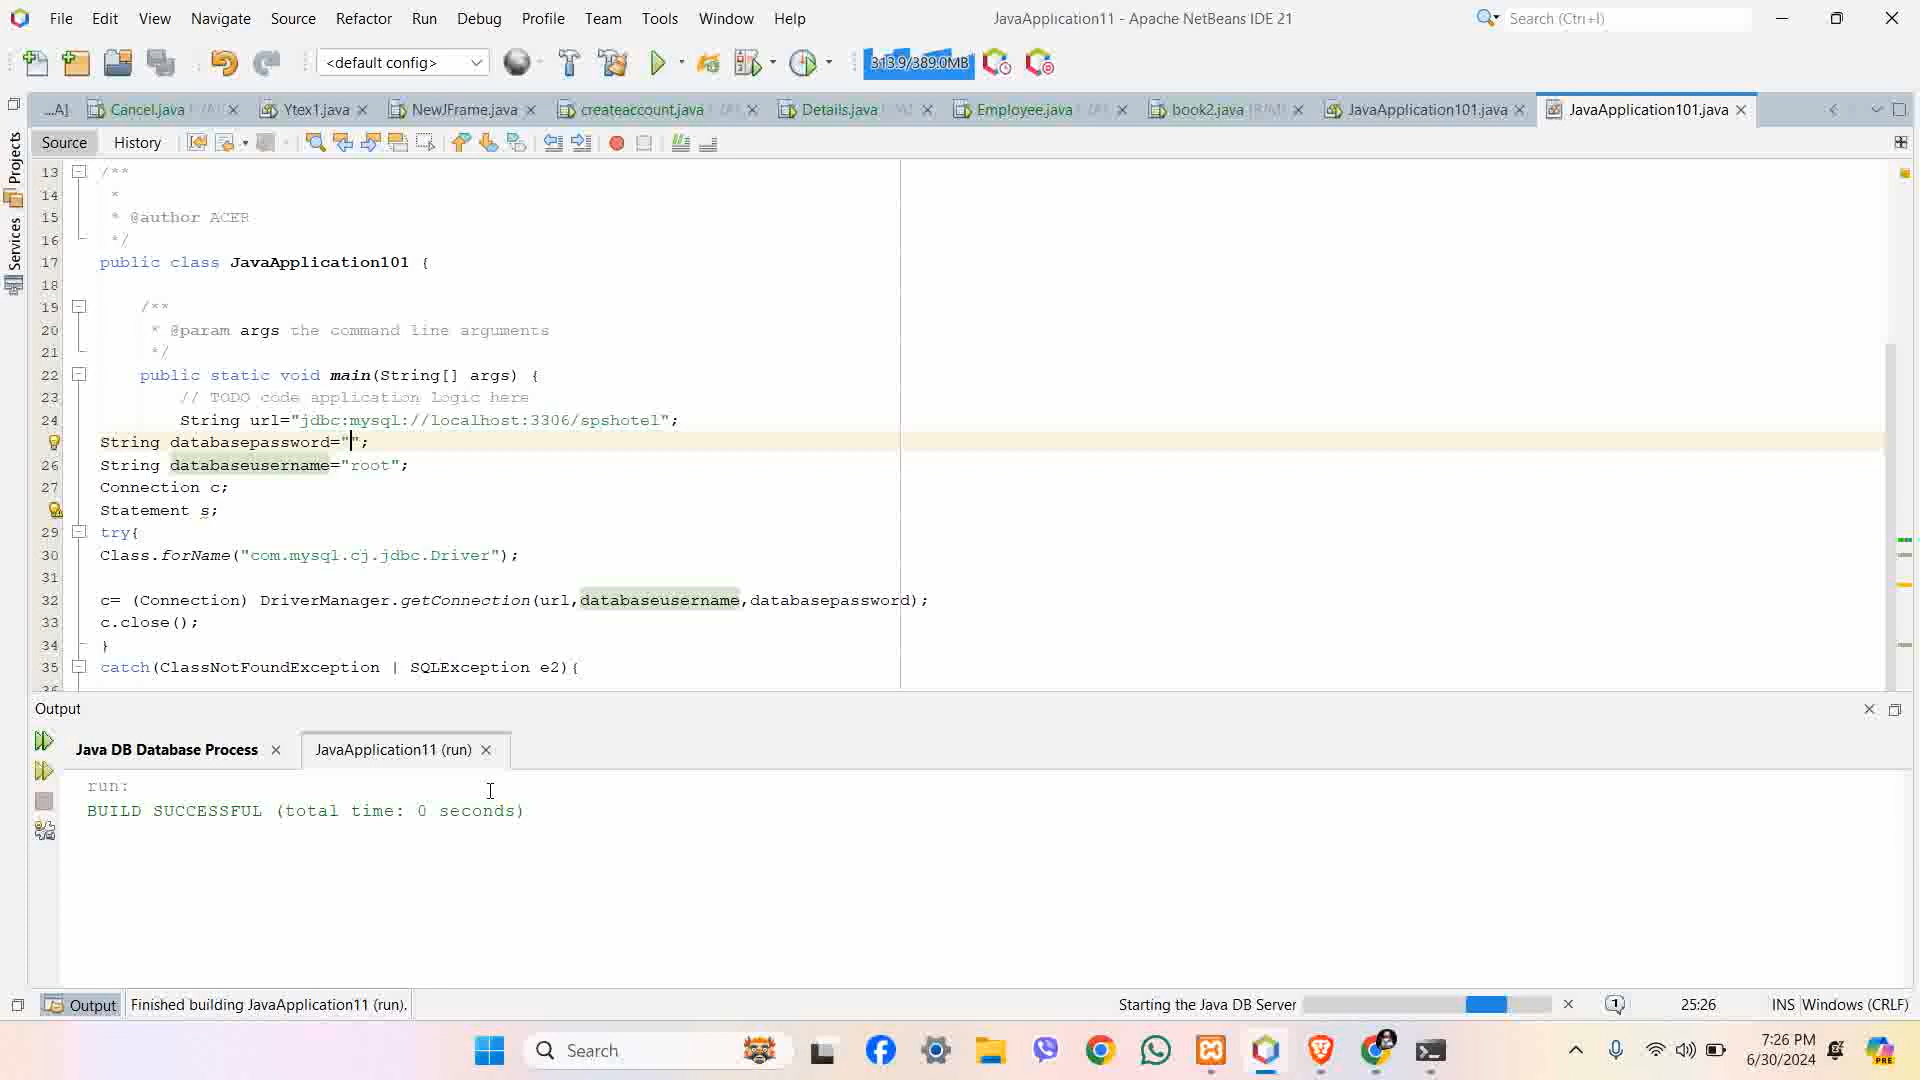 File Edit View Navigate Source Refactor Run Debug Profile Team Tools Window Help
JavaApplication11 - Apache NetBeans IDE 21
Search (Ctrl+I)
<default config>
313.9/389.0MB
...A]
Cancel.java
Ytex1.java
NewJFrame.java
createaccount.java
Details.java
Employee.java
book2.java
JavaApplication101.java
JavaApplication101.java
Source History
Projects
Services
13 /**
14 *
15 * @author ACER
16 */
17 public class JavaApplication101 {
18
19 /**
20 * @param args the command line arguments
21 */
22 public static void main(String[] args) {
23 // TODO code application logic here
24 String url="jdbc:mysql://localhost:3306/spshotel";
String databasepassword="";
26 String databaseusername="root";
27 Connection c;
Statement s;
29 try{
30 Class.forName("com.mysql.cj.jdbc.Driver");
31
32 c= (Connection) DriverManager.getConnection(url,databaseusername,databasepassword);
33 c.close();
34 }
35 catch(ClassNotFoundException | SQLException e2){
36
Output
Java DB Database Process
JavaApplication11 (run)
run:
BUILD SUCCESSFUL (total time: 0 seconds)
Output
Finished building JavaApplication11 (run).
Starting the Java DB Server
1
25:26
INS
Windows (CRLF)
Search
7:26 PM
6/30/2024
PRE